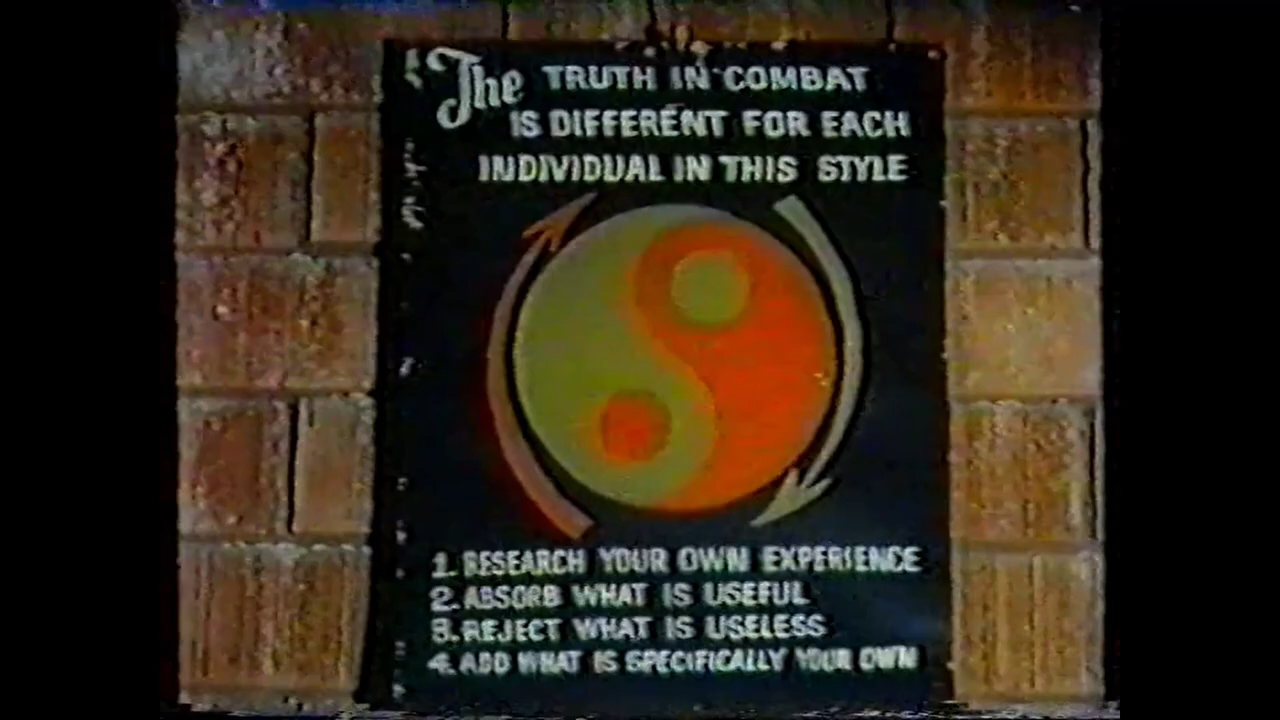 The TRUTH IN COMBAT
IS DIFFERENT FOR EACH
INDIVIDUAL IN THIS STYLE
1. RESEARCH YOUR OWN EXPERIENCE
2. ABSORB WHAT IS USEFUL
3. REJECT WHAT IS USELESS
4. ADD WHAT IS SPECIFICALLY YOUR OWN